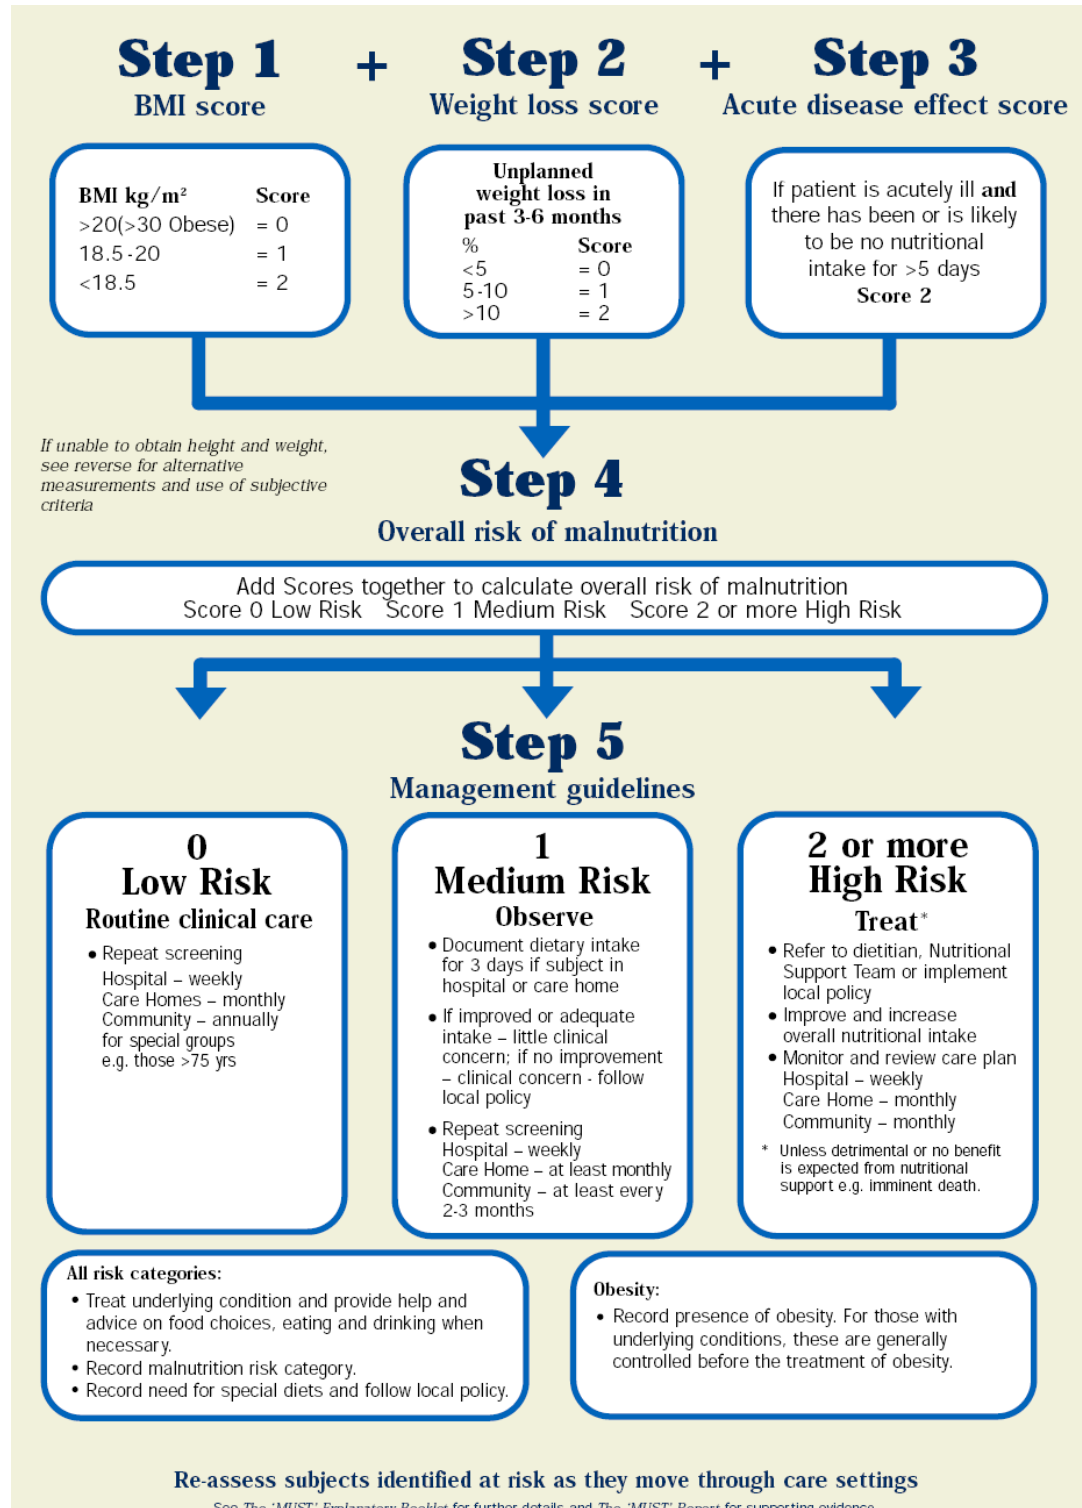 Step 1 + Step 2 + Step 3
BMI score
Weight loss score
Acute disease effect score
BMI kg/m² Score
>20(>30 Obese) = 0
18.5-20 = 1
<18.5 = 2
Unplanned
weight loss in
past 3-6 months
% Score
<5 = 0
5-10 = 1
>10 = 2
If patient is acutely ill and
there has been or is likely
to be no nutritional
intake for >5 days
Score 2
If unable to obtain height and weight,
see reverse for alternative
measurements and use of subjective
criteria
Step 4
Overall risk of malnutrition
Add Scores together to calculate overall risk of malnutrition
Score 0 Low Risk Score 1 Medium Risk Score 2 or more High Risk
Step 5
Management guidelines
0
Low Risk
Routine clinical care
• Repeat screening
Hospital – weekly
Care Homes – monthly
Community – annually
for special groups
e.g. those >75 yrs
1
Medium Risk
Observe
• Document dietary intake
for 3 days if subject in
hospital or care home
• If improved or adequate
intake – little clinical
concern; if no improvement
– clinical concern - follow
local policy
• Repeat screening
Hospital – weekly
Care Home – at least monthly
Community – at least every
2-3 months
2 or more
High Risk
Treat*
• Refer to dietitian, Nutritional
Support Team or implement
local policy
• Improve and increase
overall nutritional intake
• Monitor and review care plan
Hospital – weekly
Care Home – monthly
Community – monthly
* Unless detrimental or no benefit
is expected from nutritional
support e.g. imminent death.
All risk categories:
• Treat underlying condition and provide help and
advice on food choices, eating and drinking when
necessary.
• Record malnutrition risk category.
• Record need for special diets and follow local policy.
Obesity:
• Record presence of obesity. For those with
underlying conditions, these are generally
controlled before the treatment of obesity.
Re-assess subjects identified at risk as they move through care settings
See The 'MUST' Explanatory Booklet for further details and The 'MUST' Report for supporting evidence.